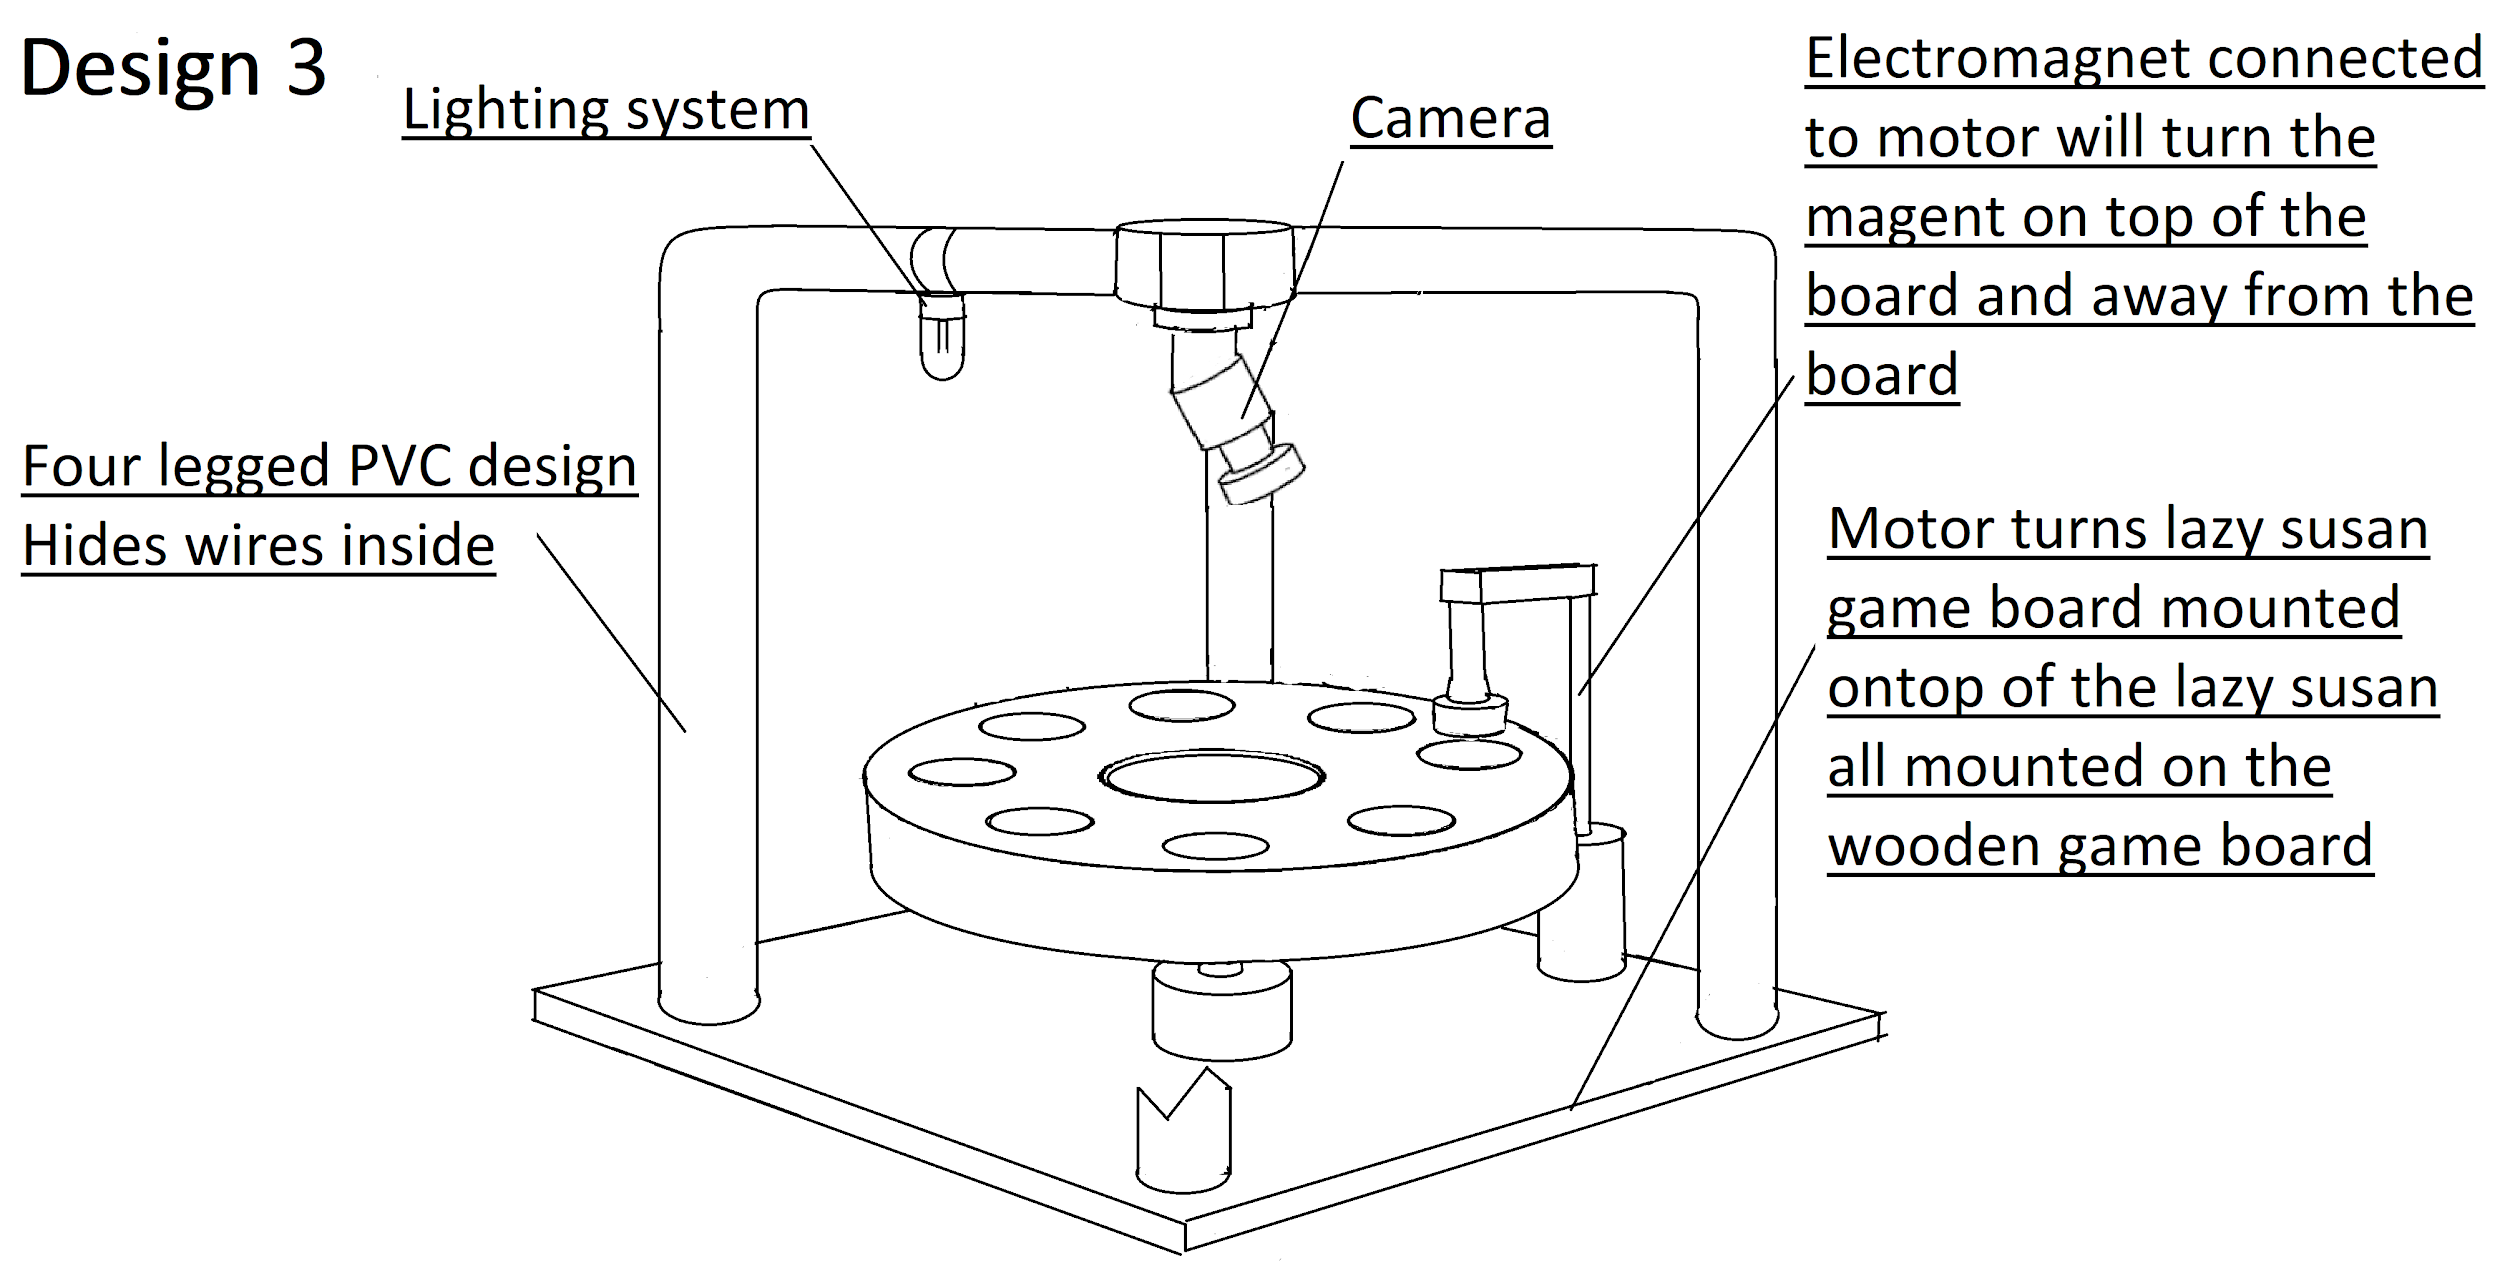 Design 3
Lighting system
Camera
Electromagnet connected
to motor will turn the
magent on top of the
board and away from the
board
Four legged PVC design
Hides wires inside
Motor turns lazy susan
game board mounted
ontop of the lazy susan
all mounted on the
wooden game board